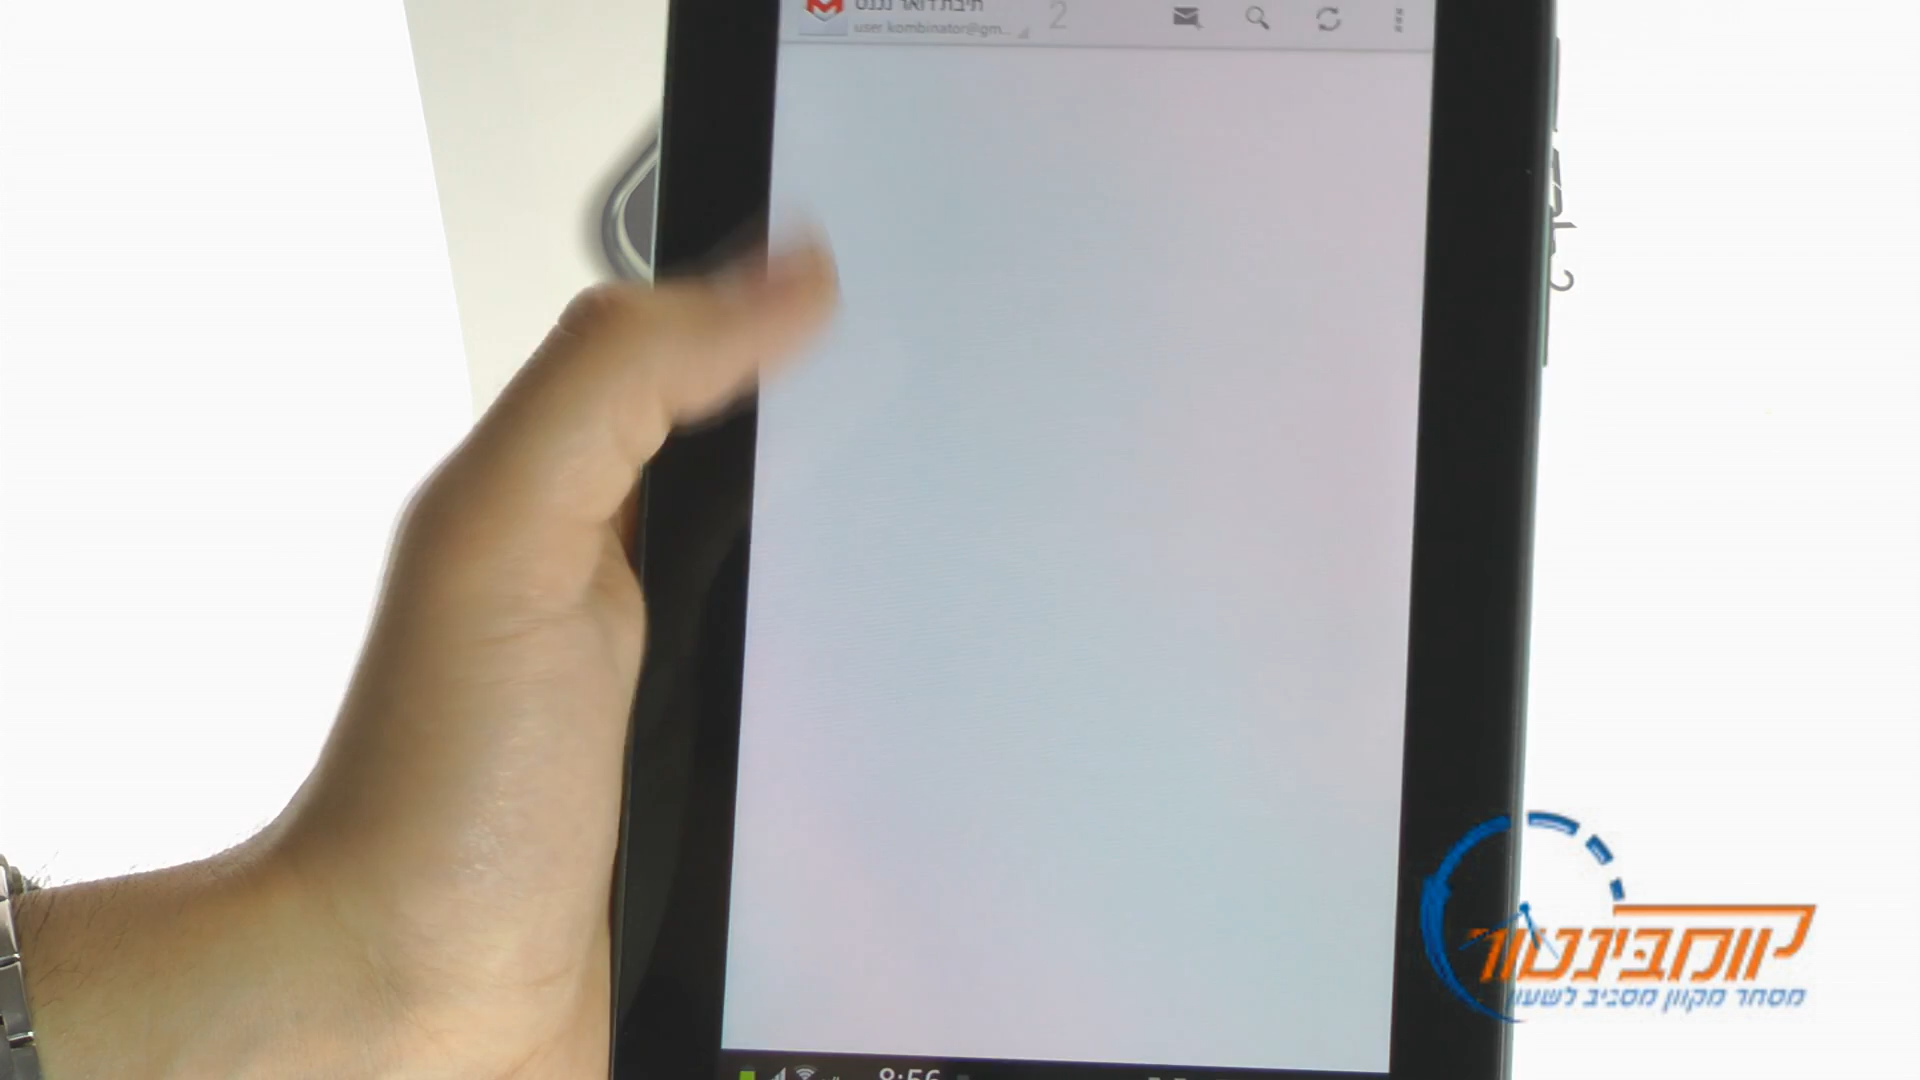 תיבת דואר נכנס
user.kombinator@gm...
2
8:56
קומבינטור
מסחר מקוון מסביב לשעון